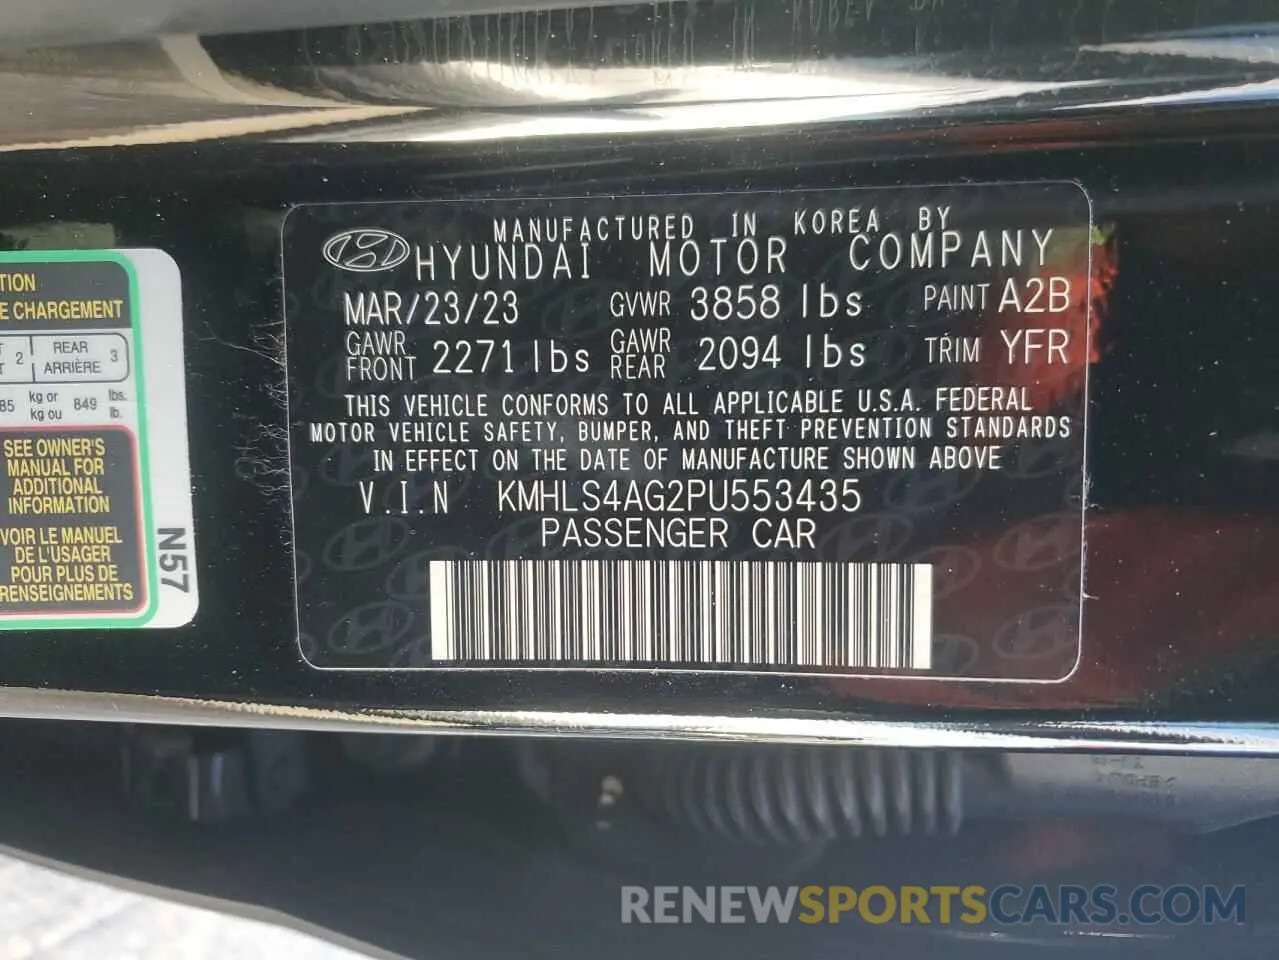 MANUFACTURED IN KOREA BY
HYUNDAI MOTOR COMPANY
MAR/23/23 GVWR 3858 lbs PAINT A2B
GAWR FRONT 2271 lbs GAWR REAR 2094 lbs TRIM YFR
THIS VEHICLE CONFORMS TO ALL APPLICABLE U.S.A. FEDERAL
MOTOR VEHICLE SAFETY, BUMPER, AND THEFT PREVENTION STANDARDS
IN EFFECT ON THE DATE OF MANUFACTURE SHOWN ABOVE
V.I.N KMHLS4AG2PU553435
PASSENGER CAR
CHARGEMENT
2 REAR ARRIÈRE 3
85 kg or kg ou 849 lbs. lb.
SEE OWNER'S
MANUAL FOR
ADDITIONAL
INFORMATION
VOIR LE MANUEL
DE L'USAGER
POUR PLUS DE
RENSEIGNEMENTS
N57
RENEWSPORTSCARS.COM